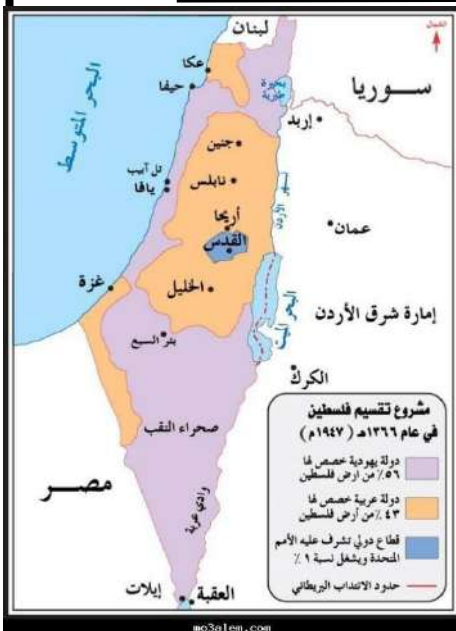 الشمال
لبنان
عكا
حيفا
بحيرة
طبرية
سوريا
إربد
البحر المتوسط
جنين
نابلس
تل أبيب
يافا
نهر الأردن
أريحا
القدس
عمان
غزة
الخليل
البحر الميت
إمارة شرق الأردن
بئر السبع
الكرك
صحراء النقب
مصر
وادي عربة
إيلات
العقبة
مشروع تقسيم فلسطين
في عام ١٣٦٦هـ (١٩٤٧م)
دولة يهودية خصص لها
٥٦٪ من أرض فلسطين
دولة عربية خصص لها
٤٣٪ من أرض فلسطين
قطاع دولي تشرف عليه الأمم
المتحدة ويشغل نسبة ١٪
حدود الانتداب البريطاني
mo3alem.com